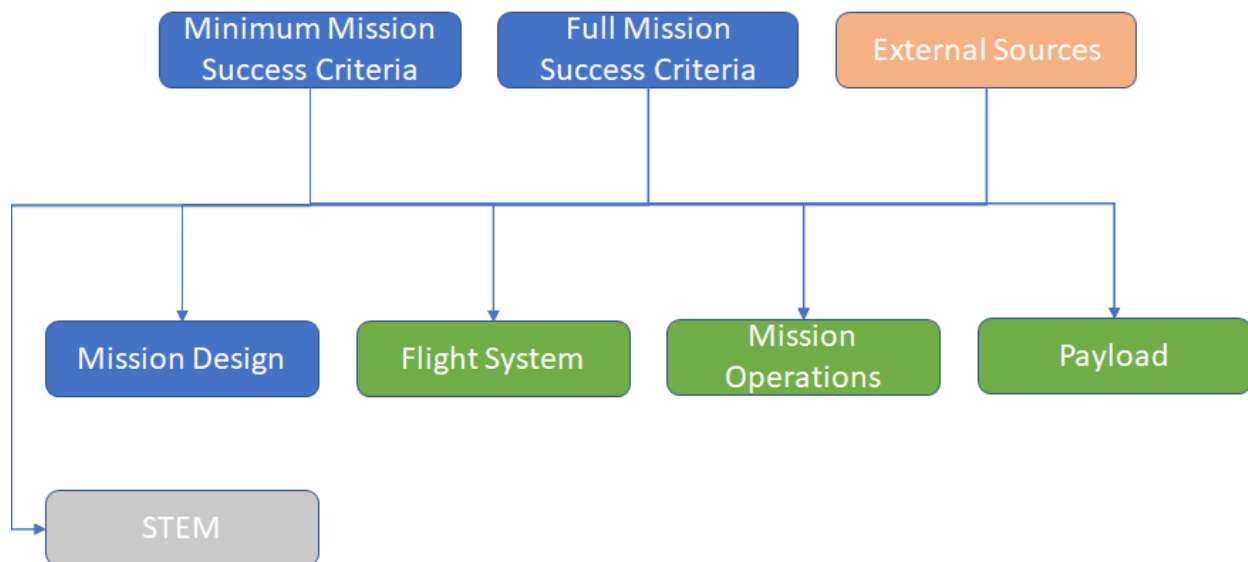 Minimum Mission
Success Criteria
Full Mission
Success Criteria
External Sources
Mission Design
Flight System
Mission
Operations
Payload
STEM